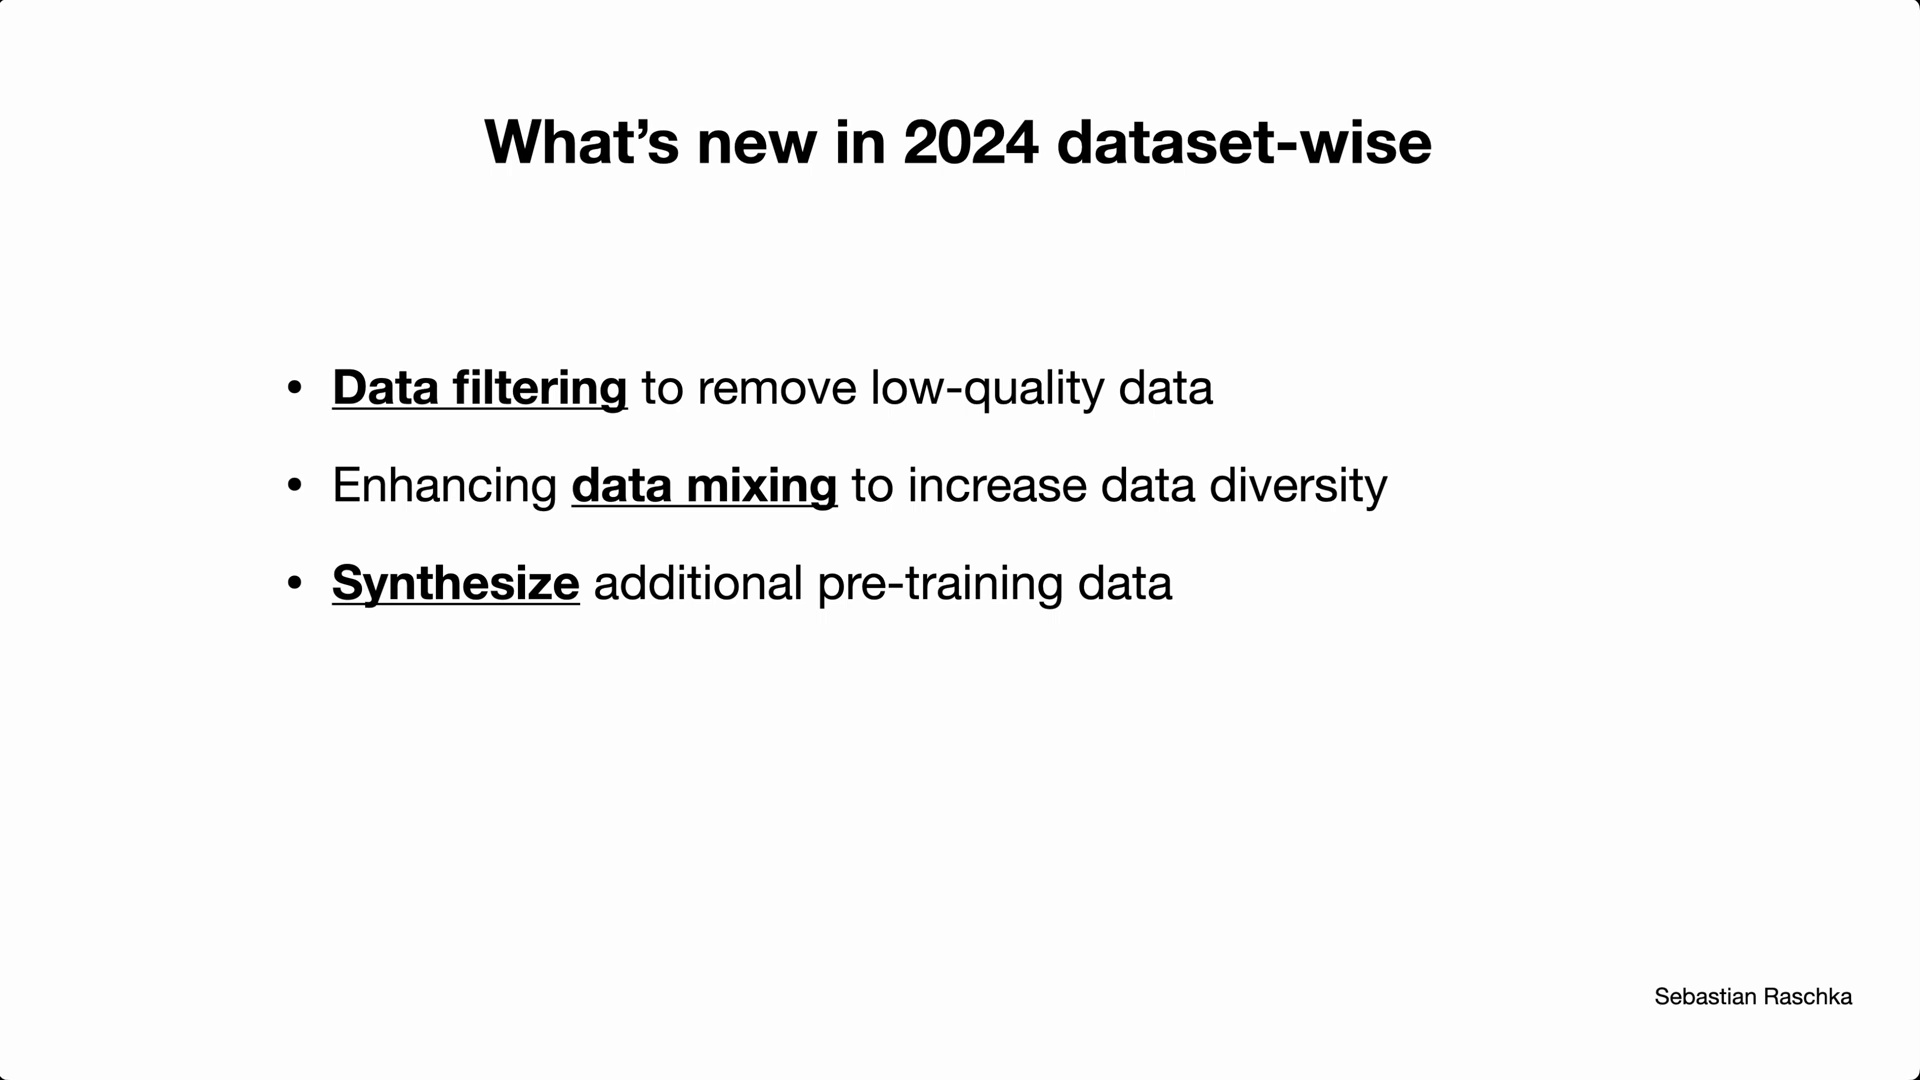 What’s new in 2024 dataset-wise
• Data filtering to remove low-quality data
• Enhancing data mixing to increase data diversity
• Synthesize additional pre-training data
Sebastian Raschka